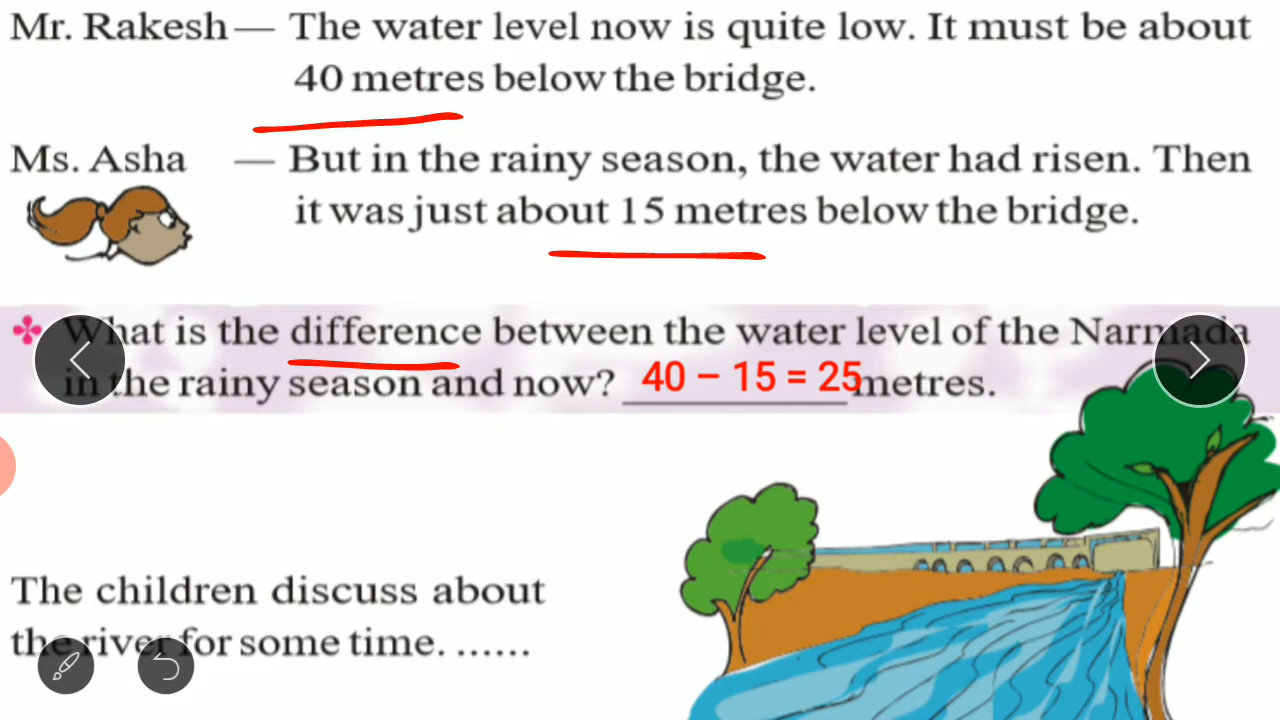 Mr. Rakesh — The water level now is quite low. It must be about
40 metres below the bridge.
Ms. Asha — But in the rainy season, the water had risen. Then
it was just about 15 metres below the bridge.
What is the difference between the water level of the Narmada
in the rainy season and now? 40 – 15 = 25 metres.
The children discuss about
the river for some time. ......